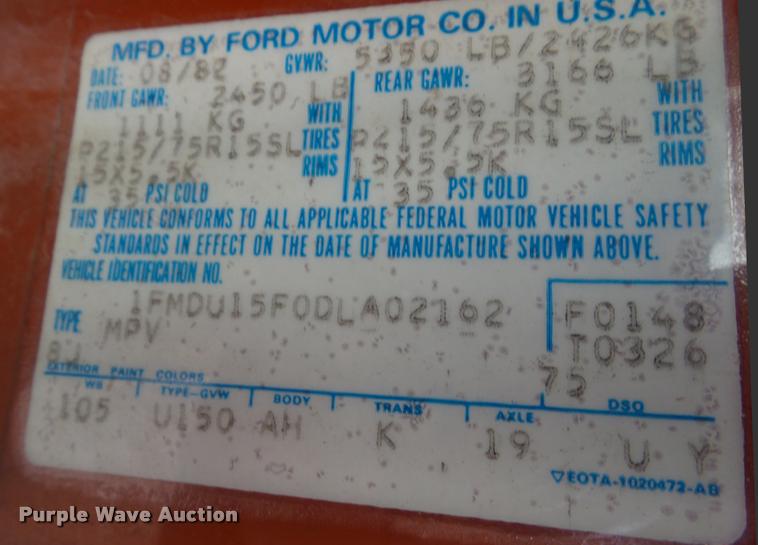 MFD. BY FORD MOTOR CO. IN U.S.A.
DATE: 08/82 GVWR: 5350 LB/2426KG
FRONT GAWR: 2450 LB REAR GAWR: 3166 LB
1111 KG WITH 1436 KG WITH
P215/75R15SL TIRES P215/75R15SL TIRES
15X5.5K RIMS 15X5.5K RIMS
AT 35 PSI COLD AT 35 PSI COLD
THIS VEHICLE CONFORMS TO ALL APPLICABLE FEDERAL MOTOR VEHICLE SAFETY
STANDARDS IN EFFECT ON THE DATE OF MANUFACTURE SHOWN ABOVE.
VEHICLE IDENTIFICATION NO.
1FMDU15F0DLA02162 F0148
TYPE MPV T0326
8J 75
EXTERIOR PAINT COLORS
WB TYPE-GVW BODY TRANS AXLE DSO
105 U150 AH K 19 U Y
▽EOTA-1020472-AB
Purple Wave Auction